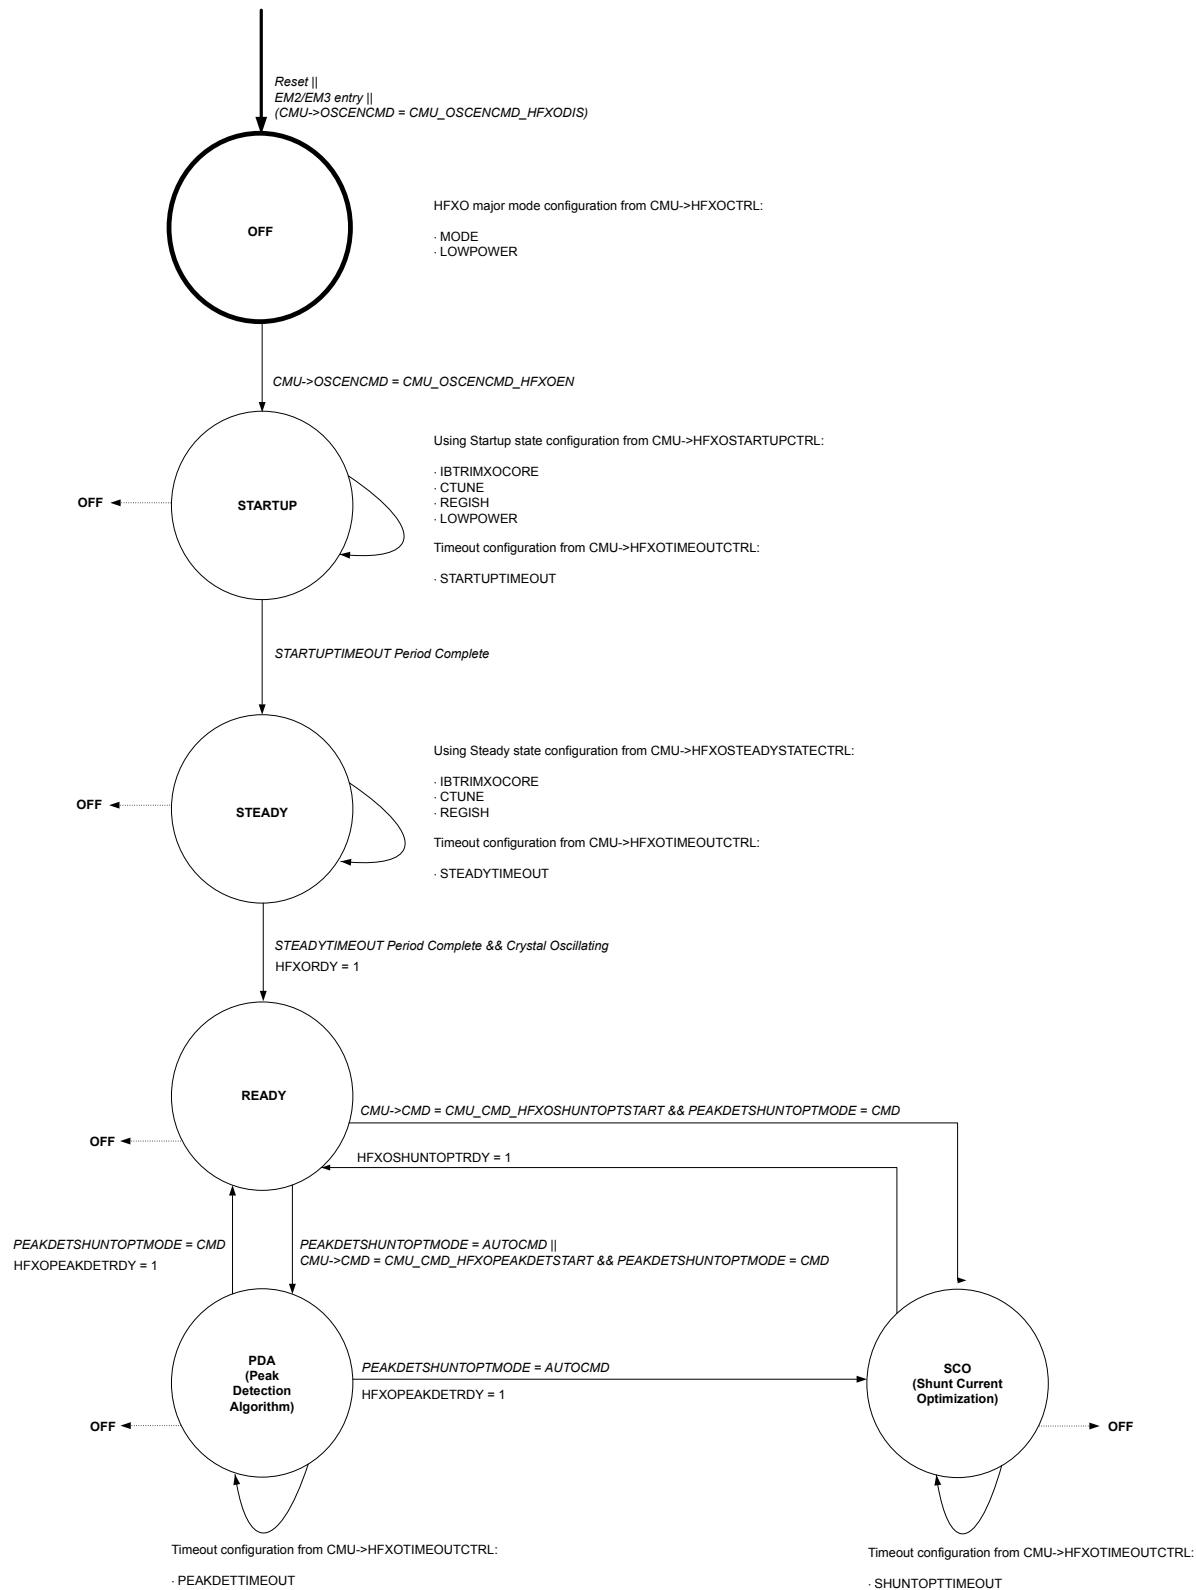 Reset ||
EM2/EM3 entry ||
(CMU->OSCENCMD = CMU_OSCENCMD_HFXODIS)
OFF
HFXO major mode configuration from CMU->HFXOCTRL:
· MODE
· LOWPOWER
CMU->OSCENCMD = CMU_OSCENCMD_HFXOEN
Using Startup state configuration from CMU->HFXOSTARTUPCTRL:
· IBTRIMXOCORE
· CTUNE
· REGISH
· LOWPOWER
OFF
STARTUP
Timeout configuration from CMU->HFXOTIMEOUTCTRL:
· STARTUPTIMEOUT
STARTUPTIMEOUT Period Complete
Using Steady state configuration from CMU->HFXOSTEADYSTATECTRL:
· IBTRIMXOCORE
· CTUNE
· REGISH
OFF
STEADY
Timeout configuration from CMU->HFXOTIMEOUTCTRL:
· STEADYTIMEOUT
STEADYTIMEOUT Period Complete && Crystal Oscillating
HFXORDY = 1
READY
CMU->CMD = CMU_CMD_HFXOSHUNTOPTSTART && PEAKDETSHUNTOPTMODE = CMD
OFF
HFXOSHUNTOPTRDY = 1
PEAKDETSHUNTOPTMODE = CMD
HFXOPEAKDETRDY = 1
PEAKDETSHUNTOPTMODE = AUTOCMD ||
CMU->CMD = CMU_CMD_HFXOPEAKDETSTART && PEAKDETSHUNTOPTMODE = CMD
PDA
(Peak
Detection
Algorithm)
PEAKDETSHUNTOPTMODE = AUTOCMD
HFXOPEAKDETRDY = 1
SCO
(Shunt Current
Optimization)
OFF
OFF
Timeout configuration from CMU->HFXOTIMEOUTCTRL:
· PEAKDETTIMEOUT
Timeout configuration from CMU->HFXOTIMEOUTCTRL:
· SHUNTOPTTIMEOUT